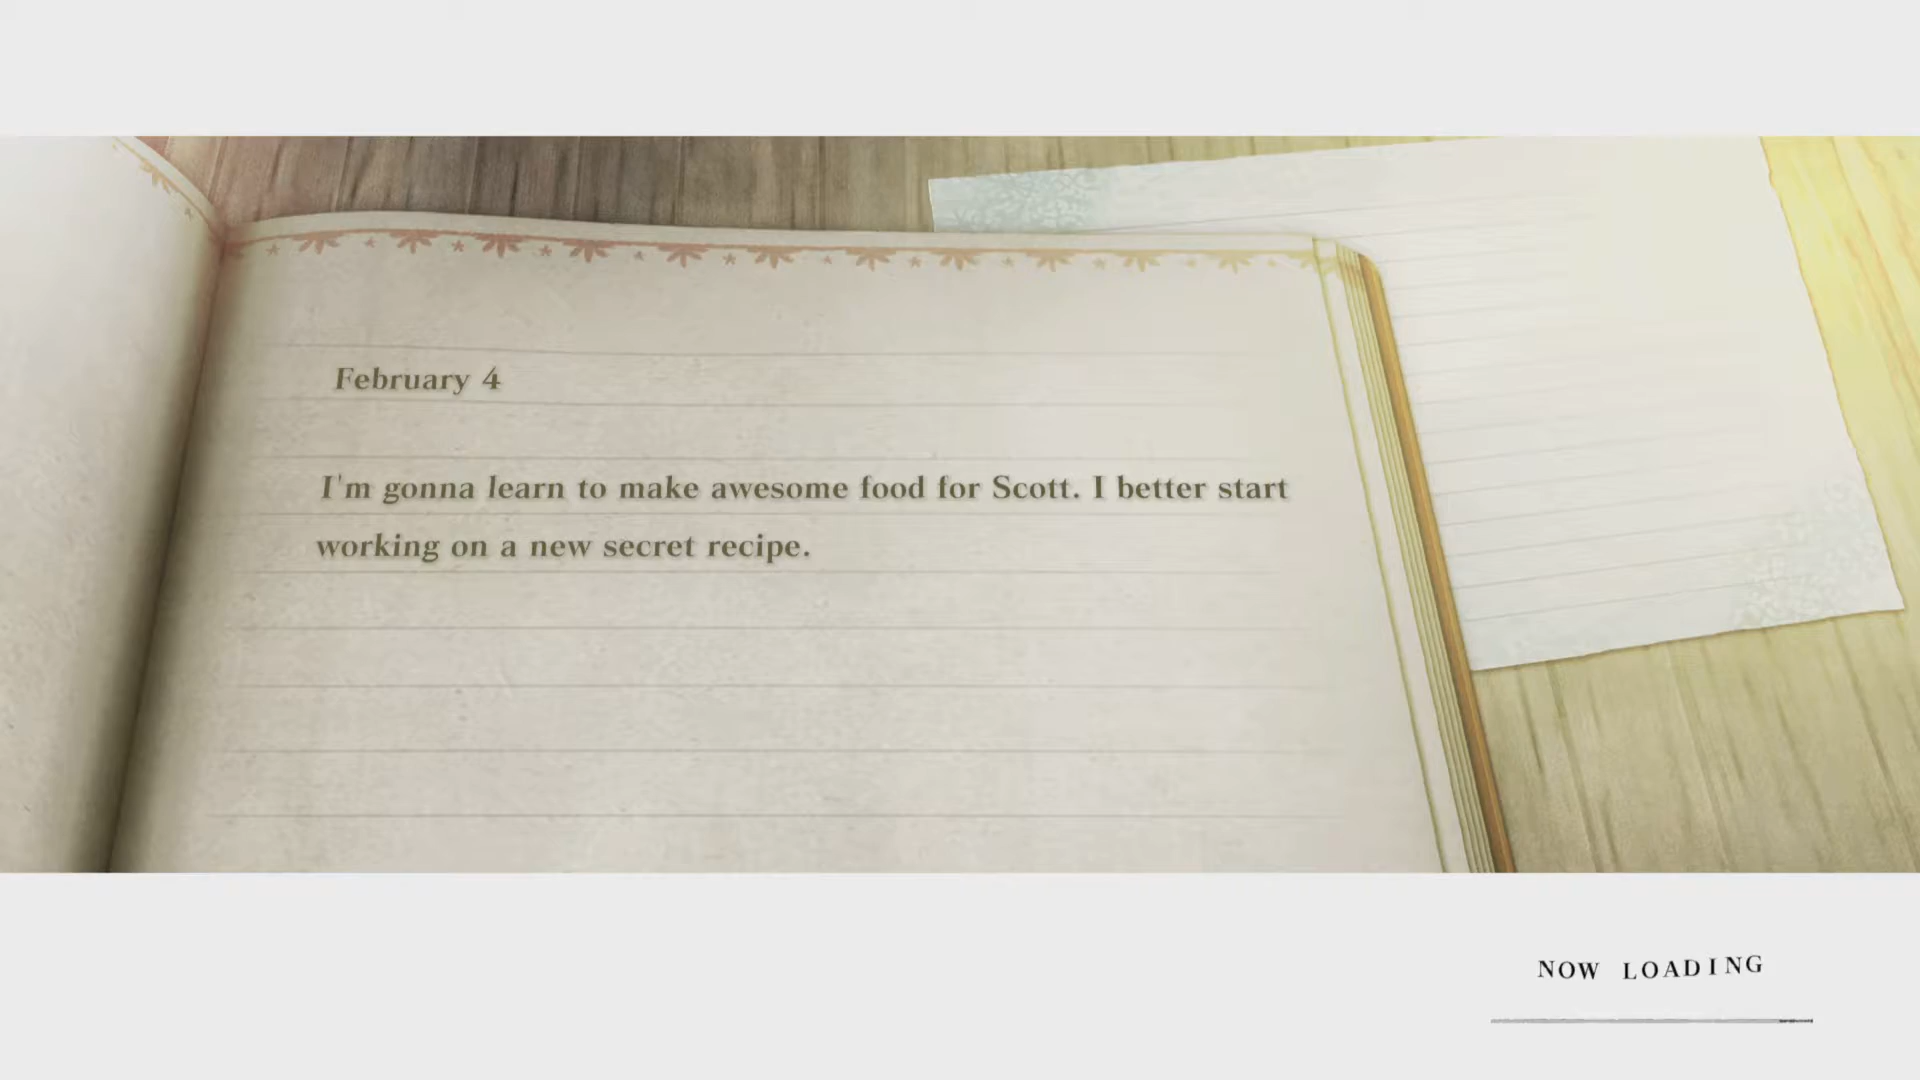 February 4
I'm gonna learn to make awesome food for Scott. I better start
working on a new secret recipe.
NOW LOADING